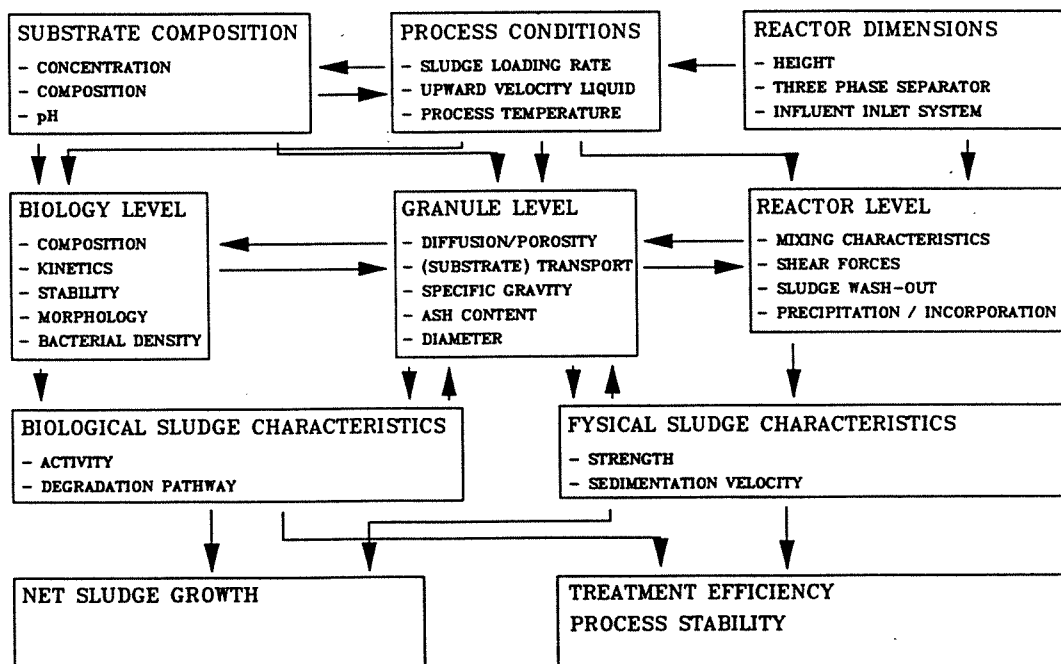 SUBSTRATE COMPOSITION
- CONCENTRATION
- COMPOSITION
- pH
PROCESS CONDITIONS
- SLUDGE LOADING RATE
- UPWARD VELOCITY LIQUID
- PROCESS TEMPERATURE
REACTOR DIMENSIONS
- HEIGHT
- THREE PHASE SEPARATOR
- INFLUENT INLET SYSTEM
BIOLOGY LEVEL
- COMPOSITION
- KINETICS
- STABILITY
- MORPHOLOGY
- BACTERIAL DENSITY
GRANULE LEVEL
- DIFFUSION/POROSITY
- (SUBSTRATE) TRANSPORT
- SPECIFIC GRAVITY
- ASH CONTENT
- DIAMETER
REACTOR LEVEL
- MIXING CHARACTERISTICS
- SHEAR FORCES
- SLUDGE WASH-OUT
- PRECIPITATION / INCORPORATION
BIOLOGICAL SLUDGE CHARACTERISTICS
- ACTIVITY
- DEGRADATION PATHWAY
FYSICAL SLUDGE CHARACTERISTICS
- STRENGTH
- SEDIMENTATION VELOCITY
NET SLUDGE GROWTH
TREATMENT EFFICIENCY
PROCESS STABILITY